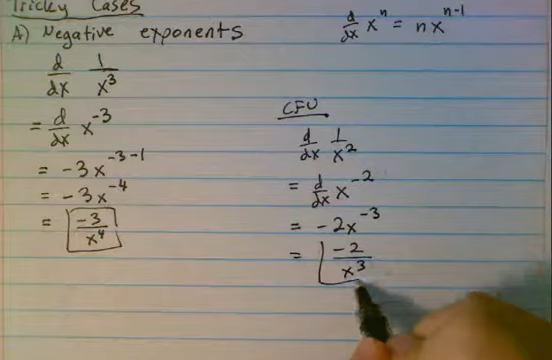 Tricky Cases
A) Negative exponents
d/dx x^n = nx^(n-1)
d/dx 1/x^3
= d/dx x^-3
= -3x^(-3-1)
= -3x^-4
= -3/x^4
CFU
d/dx 1/x^2
= d/dx x^-2
= -2x^-3
= -2/x^3